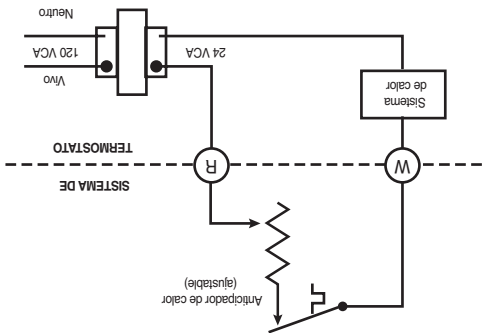 Anticipador de calor
(ajustable)
SISTEMA DE
W
R
TERMOSTATO
Sistema
de calor
Vivo
24 VCA
120 VCA
Neutro